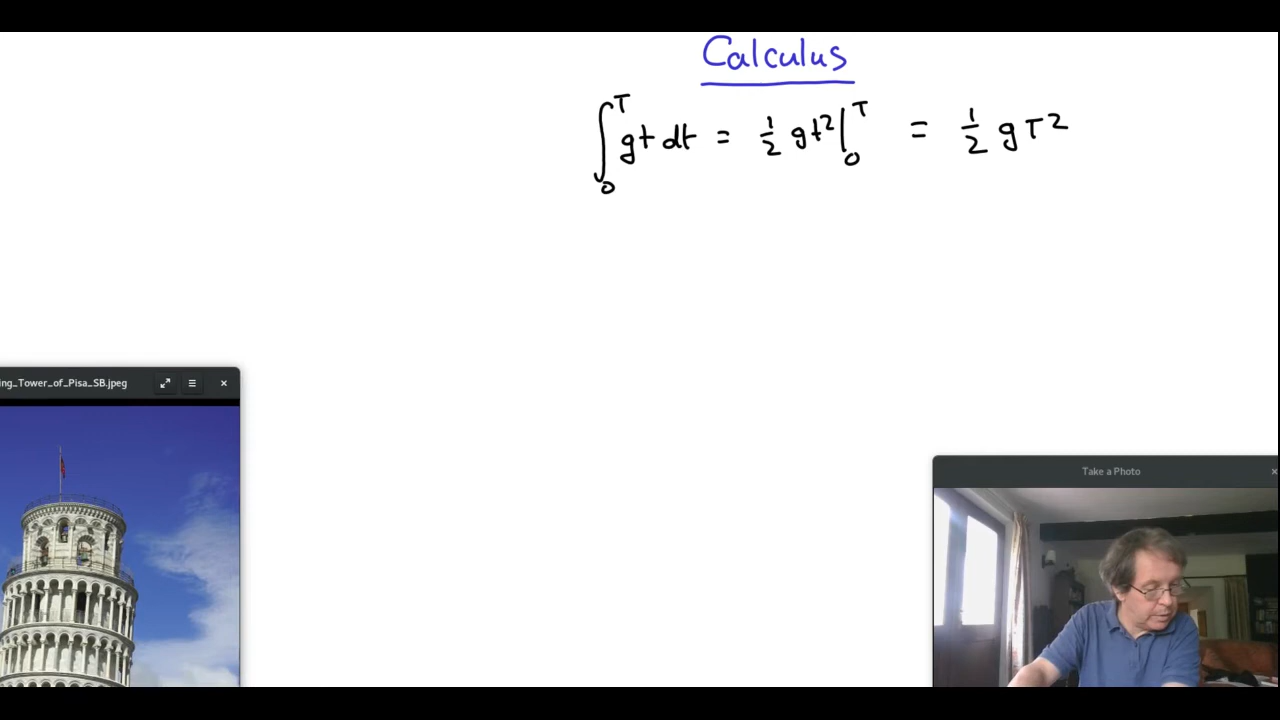 Calculus
∫₀ᵀ gt dt = ½ gt²|₀ᵀ = ½ gT²
ing_Tower_of_Pisa_SB.jpeg
Take a Photo